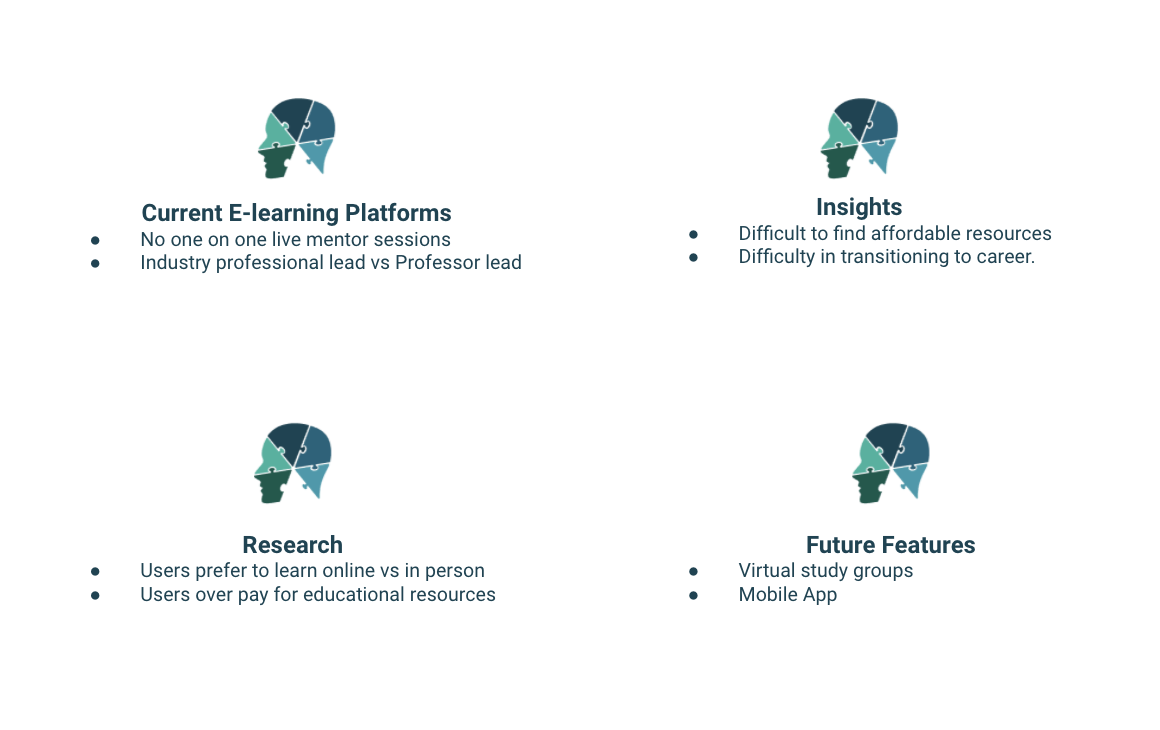 Current E-learning Platforms
● No one on one live mentor sessions
● Industry professional lead vs Professor lead
Insights
● Difficult to find affordable resources
● Difficulty in transitioning to career.
Research
● Users prefer to learn online vs in person
● Users over pay for educational resources
Future Features
● Virtual study groups
● Mobile App